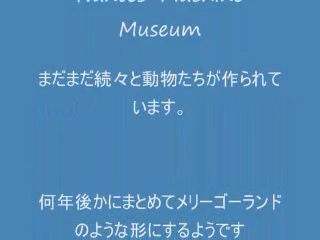 Museum
まだまだ続々と動物たちが作られて
います。
何年後かにまとめてメリーゴーランド
のような形にするようです